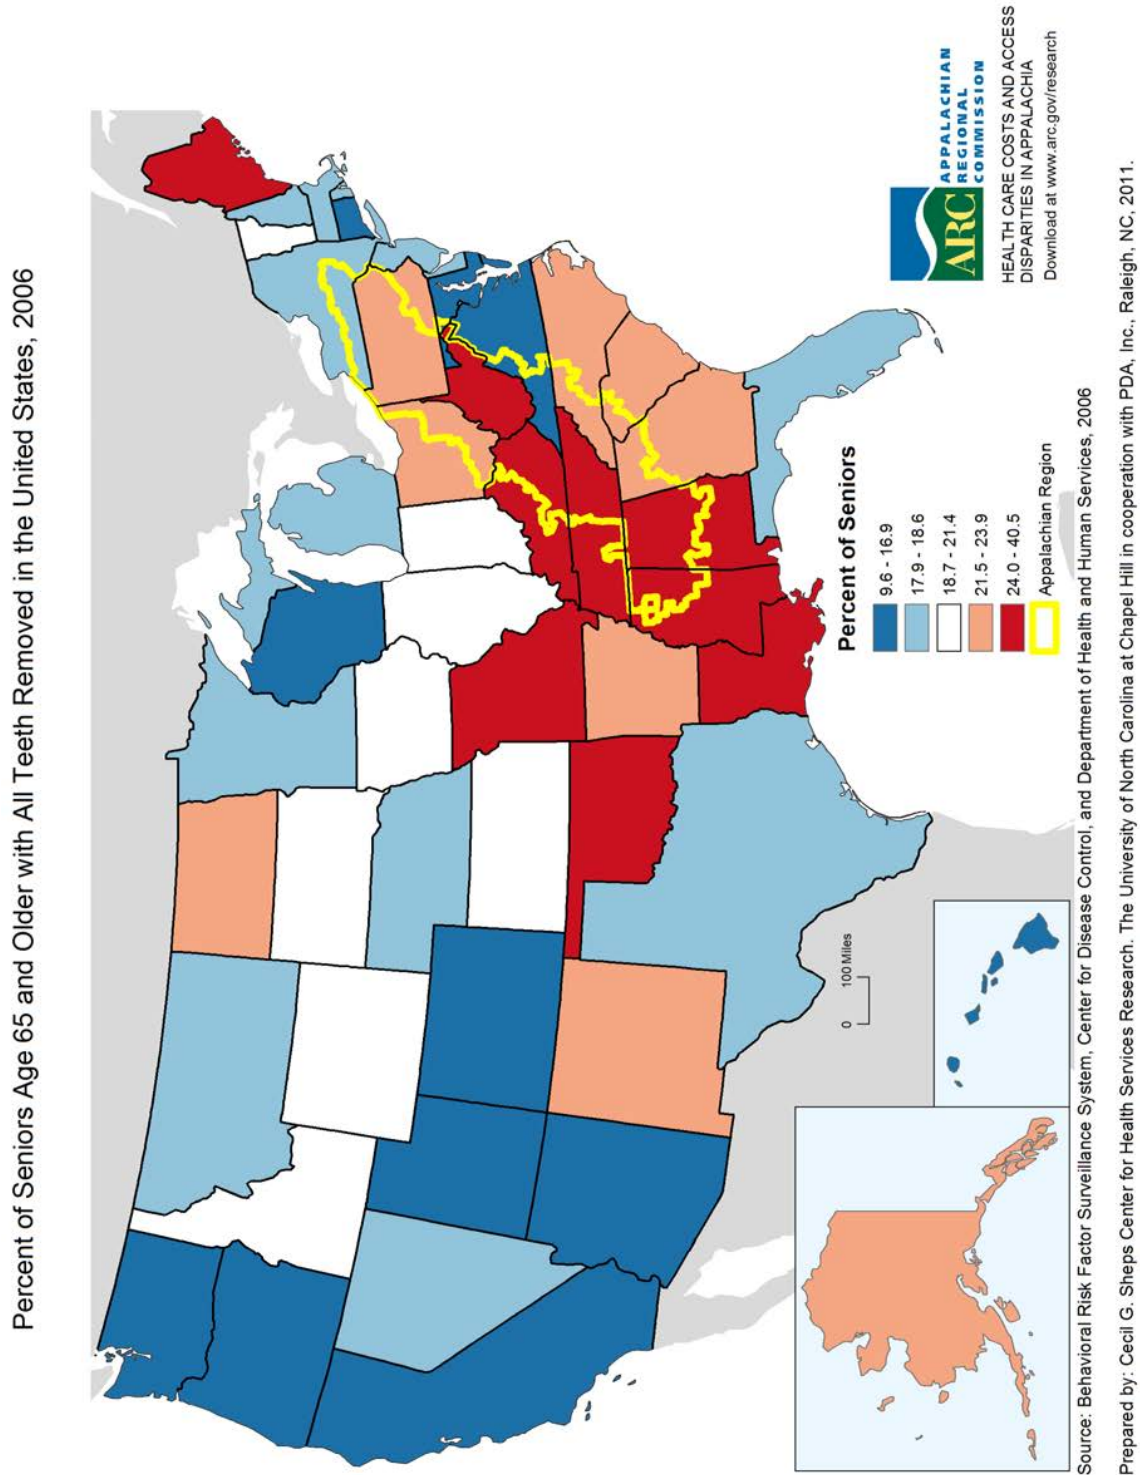 Percent of Seniors Age 65 and Older with All Teeth Removed in the United States, 2006
ARC
APPALACHIAN
REGIONAL
COMMISSION
HEALTH CARE COSTS AND ACCESS
DISPARITIES IN APPALACHIA
Download at www.arc.gov/research
Percent of Seniors
9.6 - 16.9
17.9 - 18.6
18.7 - 21.4
21.5 - 23.9
24.0 - 40.5
Appalachian Region
0 100 Miles
Source: Behavioral Risk Factor Surveillance System, Center for Disease Control, and Department of Health and Human Services, 2006
Prepared by: Cecil G. Sheps Center for Health Services Research. The University of North Carolina at Chapel Hill in cooperation with PDA, Inc., Raleigh, NC, 2011.